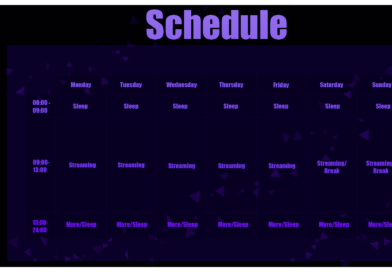 Schedule
Monday Tuesday Wednesday Thursday Friday Saturday Sunday
00:00-
09:00
Sleep Sleep Sleep Sleep Sleep Sleep Sleep
09:00-
13:00
Streaming Streaming Streaming Streaming Streaming Streaming/
Break Streaming/
Break
13:00-
24:00
More/Sleep More/Sleep More/Sleep More/Sleep More/Sleep More/Sleep